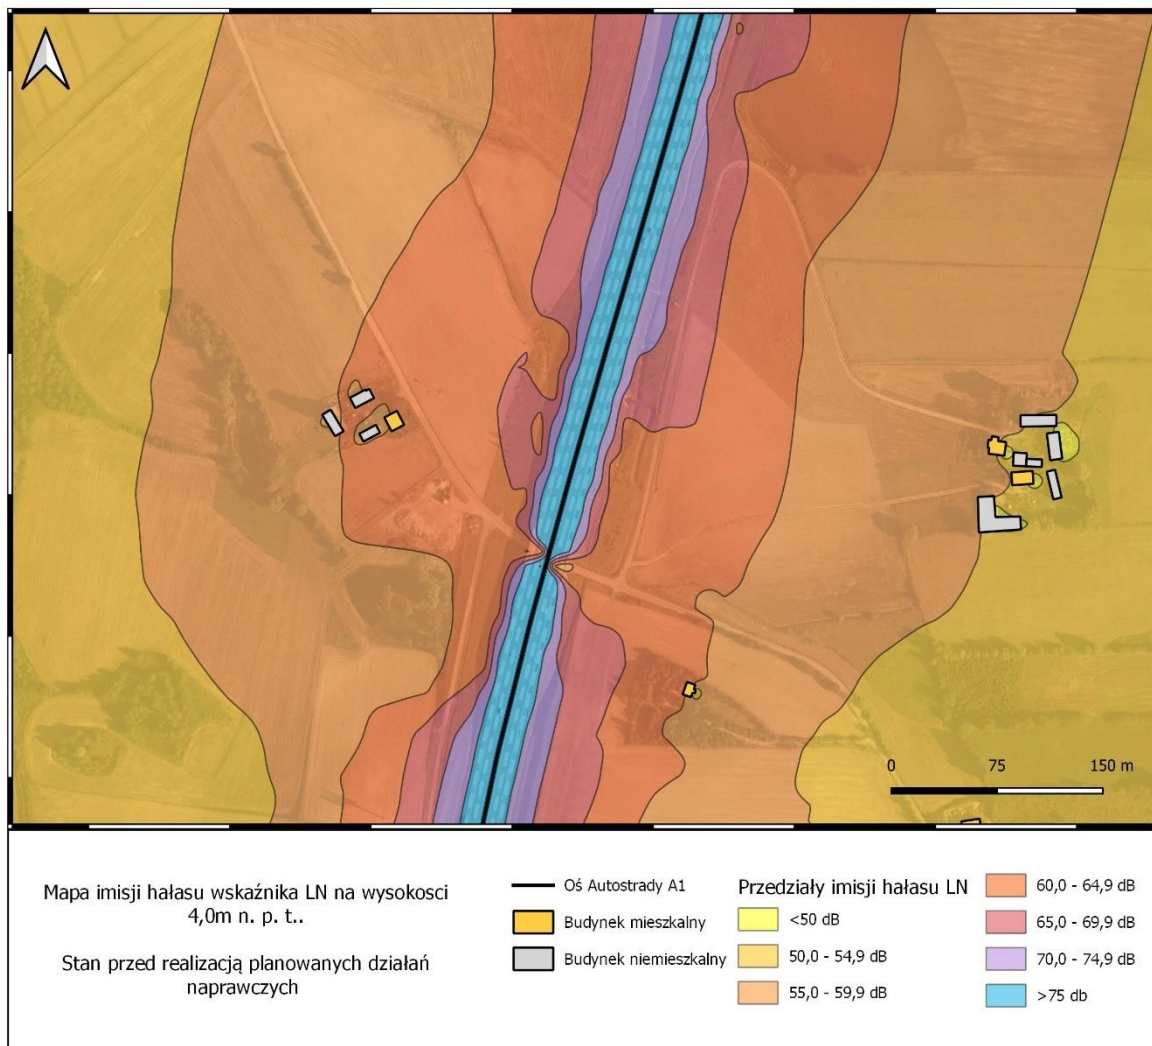 0 75 150 m
Mapa imisji hałasu wskaźnika LN na wysokosci
4,0m n. p. t..
Stan przed realizacją planowanych działań
naprawczych
Oś Autostrady A1
Budynek mieszkalny
Budynek niemieszkalny
Przedziały imisji hałasu LN
<50 dB
50,0 - 54,9 dB
55,0 - 59,9 dB
60,0 - 64,9 dB
65,0 - 69,9 dB
70,0 - 74,9 dB
>75 db